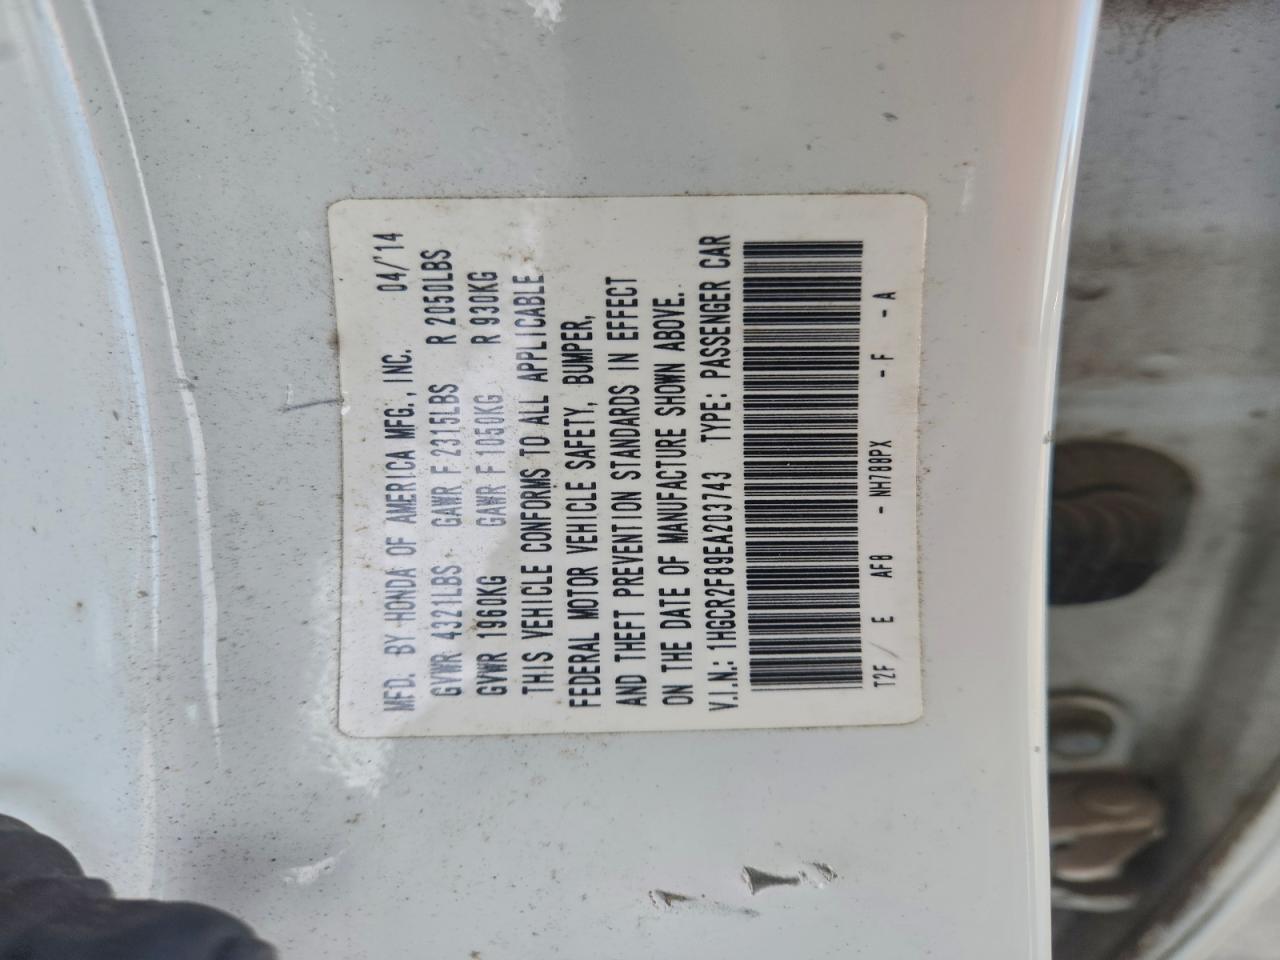 MFD. BY HONDA OF AMERICA MFG., INC. 04/'14
GVWR 4321LBS GAWR F 2315LBS R 2050LBS
GVWR 1960KG GAWR F 1050KG R 930KG
THIS VEHICLE CONFORMS TO ALL APPLICABLE
FEDERAL MOTOR VEHICLE SAFETY, BUMPER,
AND THEFT PREVENTION STANDARDS IN EFFECT
ON THE DATE OF MANUFACTURE SHOWN ABOVE.
V.I.N.: 1HGCR2F89EA203743 TYPE: PASSENGER CAR
T2F / E AF8 - NH788PX - F - A